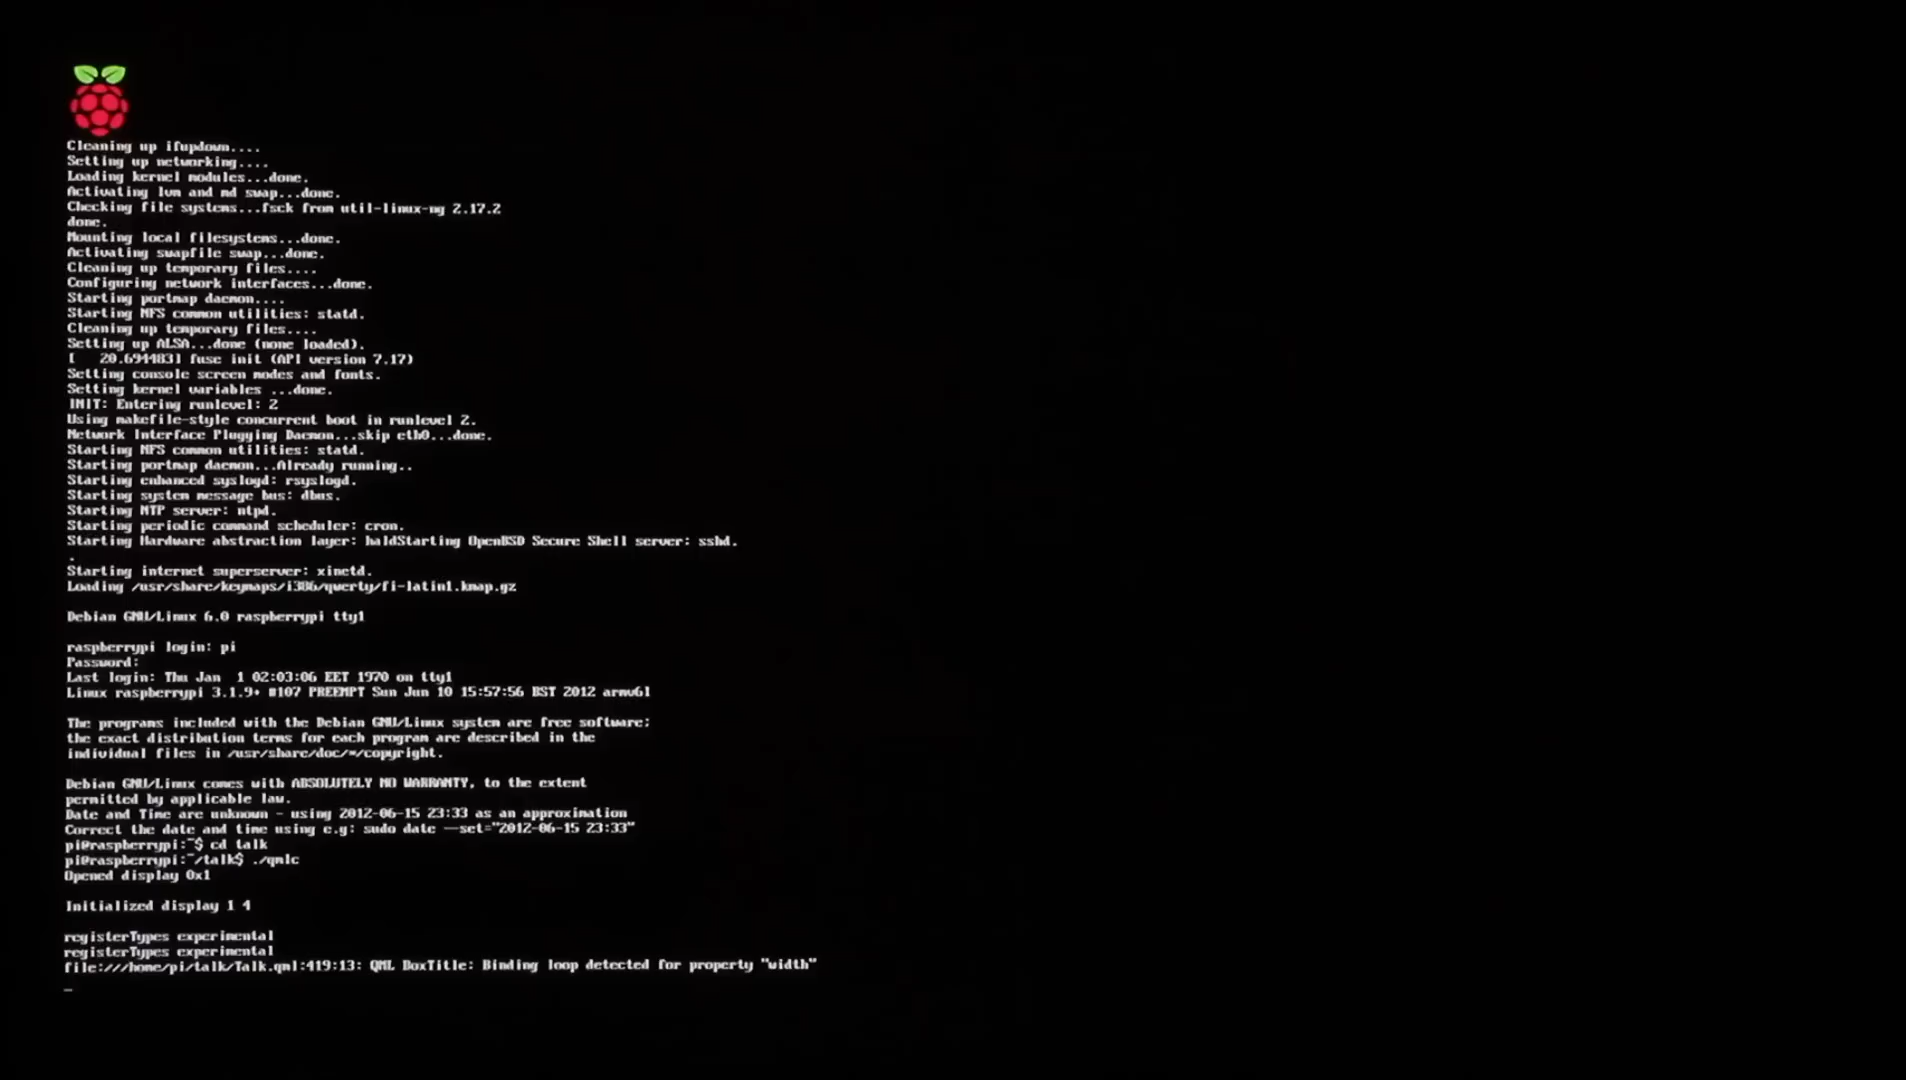 Cleaning up ifupdown....
Setting up networking....
Loading kernel modules...done.
Activating lvm and md swap...done.
Checking file systems...fsck from util-linux-ng 2.17.2
done.
Mounting local filesystems...done.
Activating swapfile swap...done.
Cleaning up temporary files....
Configuring network interfaces...done.
Starting portmap daemon....
Starting NFS common utilities: statd.
Cleaning up temporary files....
Setting up ALSA...done (none loaded).
[   20.694483] fuse init (API version 7.17)
Setting console screen modes and fonts.
Setting kernel variables ...done.
INIT: Entering runlevel: 2
Using makefile-style concurrent boot in runlevel 2.
Network Interface Plugging Daemon...skip eth0...done.
Starting NFS common utilities: statd.
Starting portmap daemon...Already running..
Starting enhanced syslogd: rsyslogd.
Starting system message bus: dbus.
Starting NTP server: ntpd.
Starting periodic command scheduler: cron.
Starting Hardware abstraction layer: haldStarting OpenBSD Secure Shell server: sshd.
.
Starting internet superserver: xinetd.
Loading /usr/share/keymaps/i386/qwerty/fi-latin1.kmap.gz
Debian GNU/Linux 6.0 raspberrypi tty1
raspberrypi login: pi
Password:
Last login: Thu Jan  1 02:03:06 EET 1970 on tty1
Linux raspberrypi 3.1.9+ #107 PREEMPT Sun Jun 10 15:57:56 BST 2012 armv6l
The programs included with the Debian GNU/Linux system are free software;
the exact distribution terms for each program are described in the
individual files in /usr/share/doc/*/copyright.
Debian GNU/Linux comes with ABSOLUTELY NO WARRANTY, to the extent
permitted by applicable law.
Date and Time are unknown - using 2012-06-15 23:33 as an approximation
Correct the date and time using e.g: sudo date --set="2012-06-15 23:33"
pi@raspberrypi:~$ cd talk
pi@raspberrypi:~/talk$ ./qmlc
Opened display 0x1
Initialized display 1 4
registerTypes experimental
registerTypes experimental
file:///home/pi/talk/Talk.qml:419:13: QML BoxTitle: Binding loop detected for property "width"
_